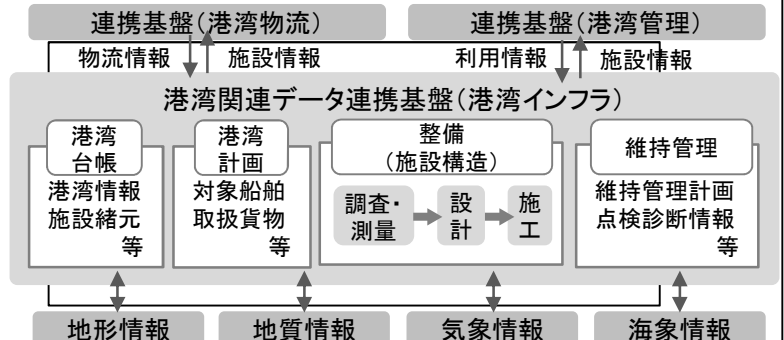 連携基盤(港湾物流)
連携基盤(港湾管理)
物流情報
施設情報
利用情報
施設情報
港湾関連データ連携基盤(港湾インフラ)
港湾
台帳
港湾情報
施設緒元
等
港湾
計画
対象船舶
取扱貨物
等
整備
(施設構造)
調査・
測量
設
計
施
工
維持管理
維持管理計画
点検診断情報
等
地形情報
地質情報
気象情報
海象情報